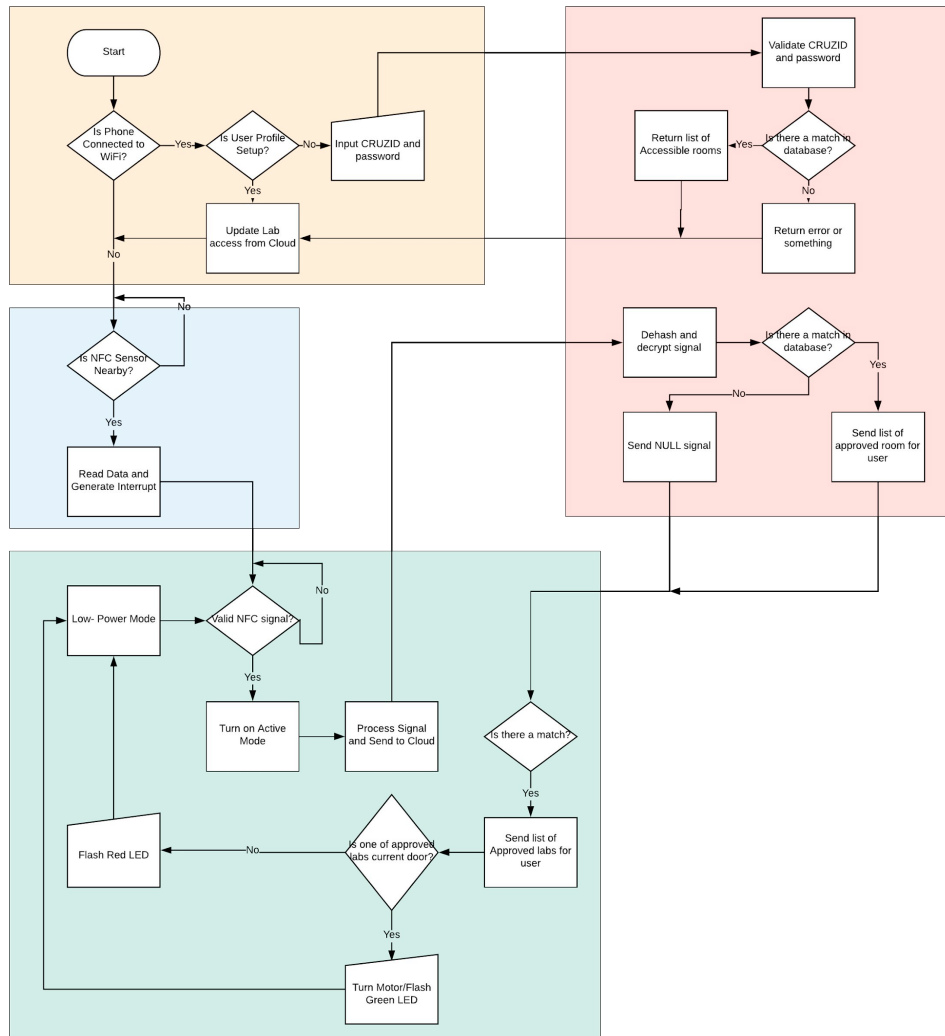 Start
Is Phone
Connected to
WiFi?
Yes
Is User Profile
Setup?
No
Input CRUZID and
password
Yes
Update Lab
access from Cloud
No
Validate CRUZID
and password
Is there a match in
database?
Yes
Return list of
Accessible rooms
No
Return error or
something
No
Is NFC Sensor
Nearby?
Yes
Read Data and
Generate Interrupt
Dehash and
decrypt signal
Is there a match in
database?
Yes
No
Send NULL signal
Send list of
approved room for
user
Low- Power Mode
Valid NFC signal?
No
Yes
Turn on Active
Mode
Process Signal
and Send to Cloud
Is there a match?
Yes
Send list of
Approved labs for
user
Is one of approved
labs current door?
No
Flash Red LED
Yes
Turn Motor/Flash
Green LED